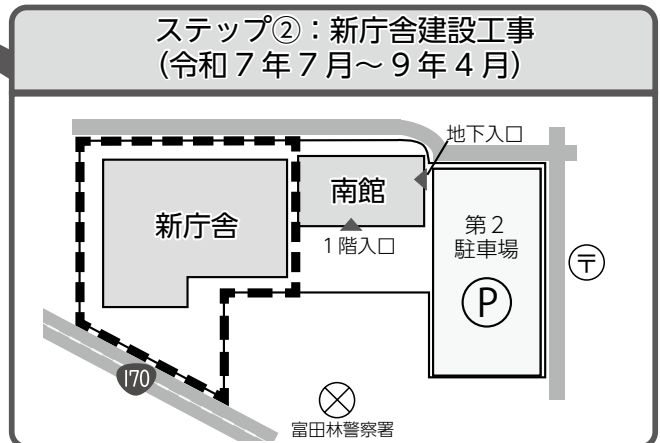 ステップ②：新庁舎建設工事
（令和７年７月～９年４月）
地下入口
南館
新庁舎
１階入口
第２
駐車場
P
〒
170
富田林警察署